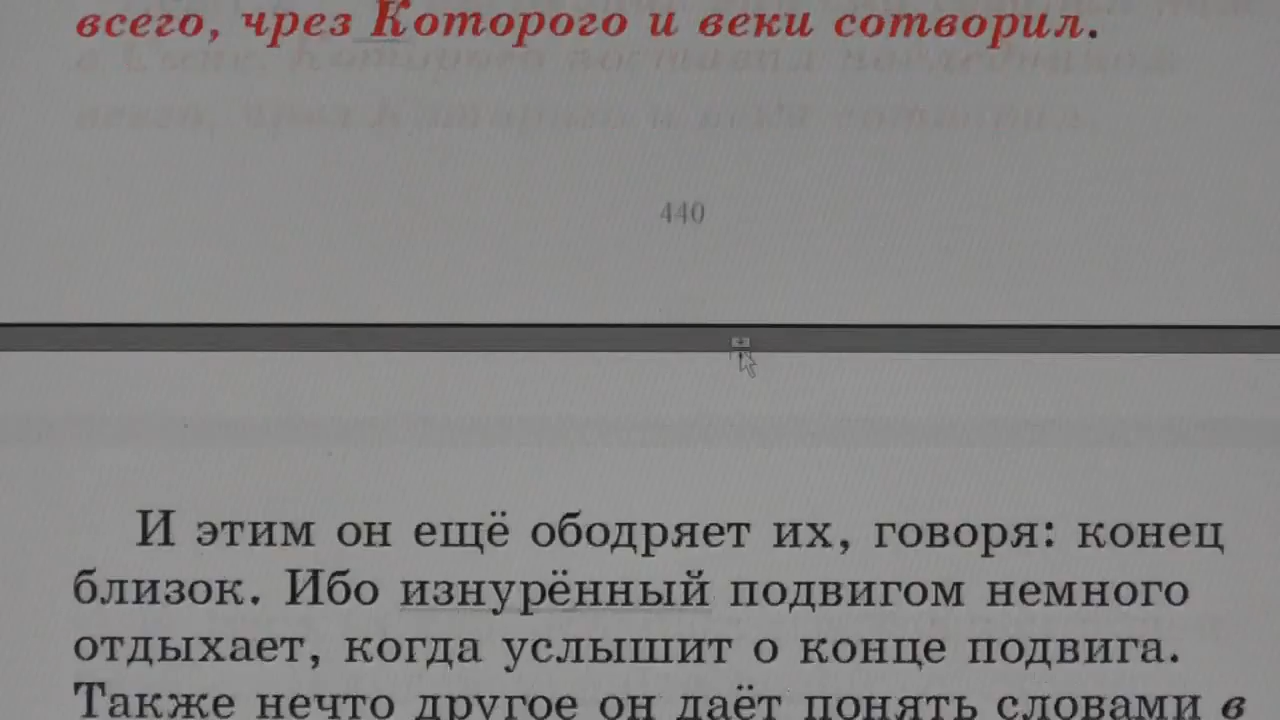 всего, чрез Которого и веки сотворил.
440
И этим он ещё ободряет их, говоря: конец
близок. Ибо изнурённый подвигом немного
отдыхает, когда услышит о конце подвига.
Также нечто другое он даёт понять словами в